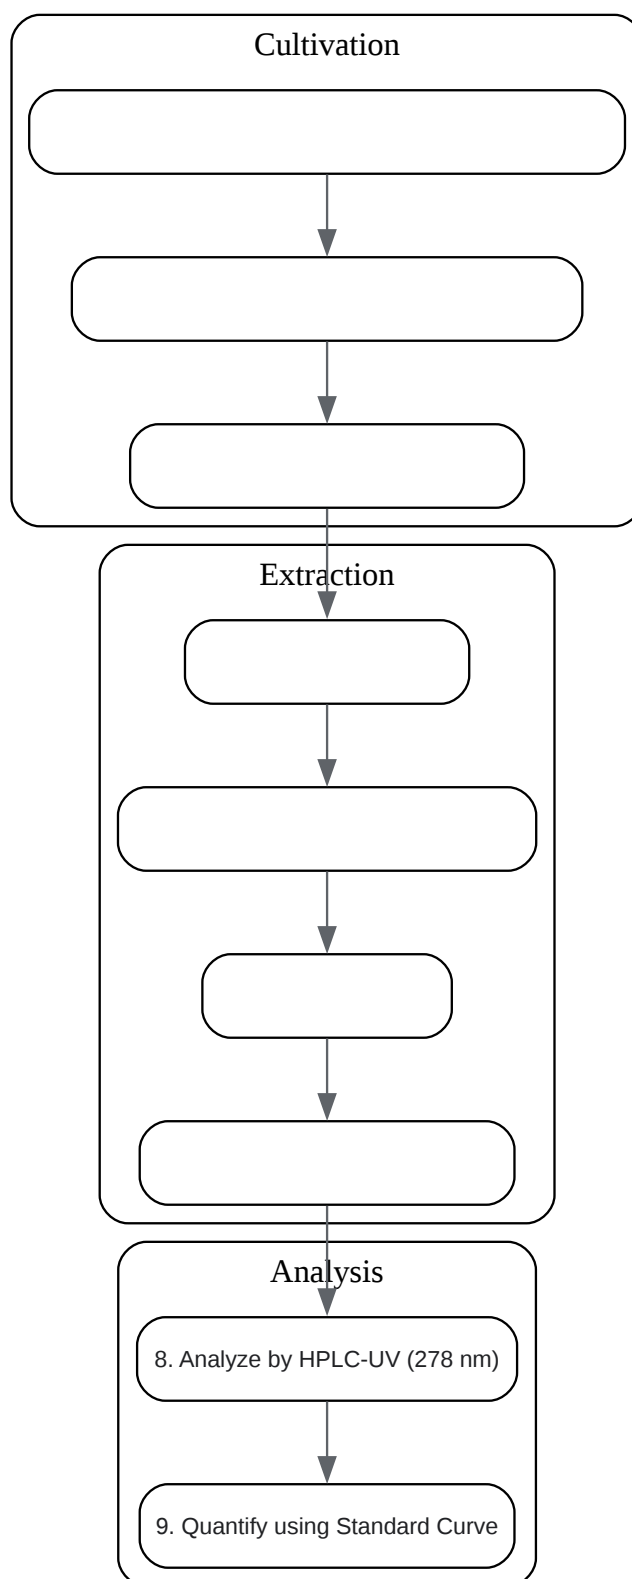 Cultivation
Extraction
Analysis
8. Analyze by HPLC-UV (278 nm)
9. Quantify using Standard Curve